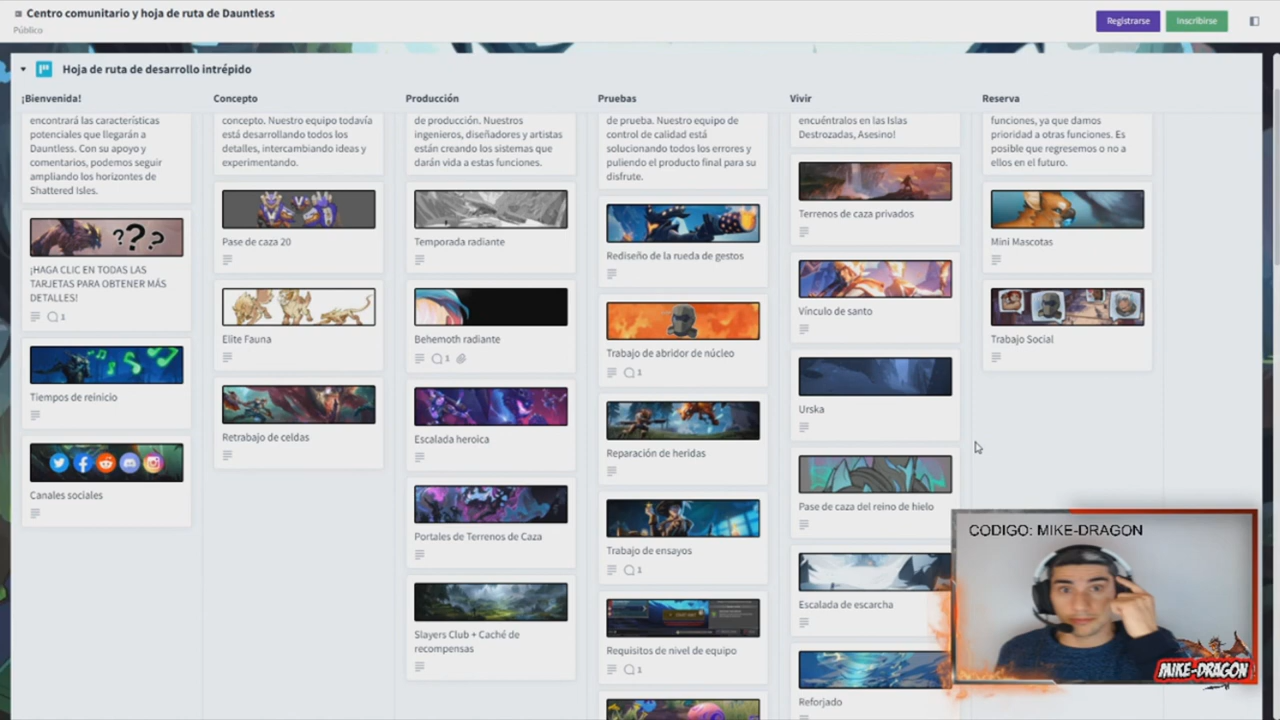 Centro comunitario y hoja de ruta de Dauntless
Público
Registrarse
Inscribirse
Hoja de ruta de desarrollo intrépido
¡Bienvenida!
encontrará las características
potenciales que llegarán a
Dauntless. Con su apoyo y
comentarios, podemos seguir
ampliando los horizontes de
Shattered Isles.
???
¡HAGA CLIC EN TODAS LAS
TARJETAS PARA OBTENER MÁS
DETALLES!
1
Tiempos de reinicio
Canales sociales
Concepto
concepto. Nuestro equipo todavía
está desarrollando todos los
detalles, intercambiando ideas y
experimentando.
VS
Pase de caza 20
Elite Fauna
Retrabajo de celdas
Producción
de producción. Nuestros
ingenieros, diseñadores y artistas
están creando los sistemas que
darán vida a estas funciones.
Temporada radiante
Behemoth radiante
1
Escalada heroica
Portales de Terrenos de Caza
Slayers Club + Caché de
recompensas
Pruebas
de prueba. Nuestro equipo de
control de calidad está
solucionando todos los errores y
puliendo el producto final para su
disfrute.
Rediseño de la rueda de gestos
Trabajo de abridor de núcleo
1
Reparación de heridas
Trabajo de ensayos
1
Requisitos de nivel de equipo
1
Vivir
encuéntralos en las Islas
Destrozadas, Asesino!
Terrenos de caza privados
Vínculo de santo
Urska
Pase de caza del reino de hielo
Escalada de escarcha
Reforjado
Reserva
funciones, ya que damos
prioridad a otras funciones. Es
posible que regresemos o no a
ellos en el futuro.
Mini Mascotas
Trabajo Social
CODIGO: MIKE-DRAGON
MIKE-DRAGON